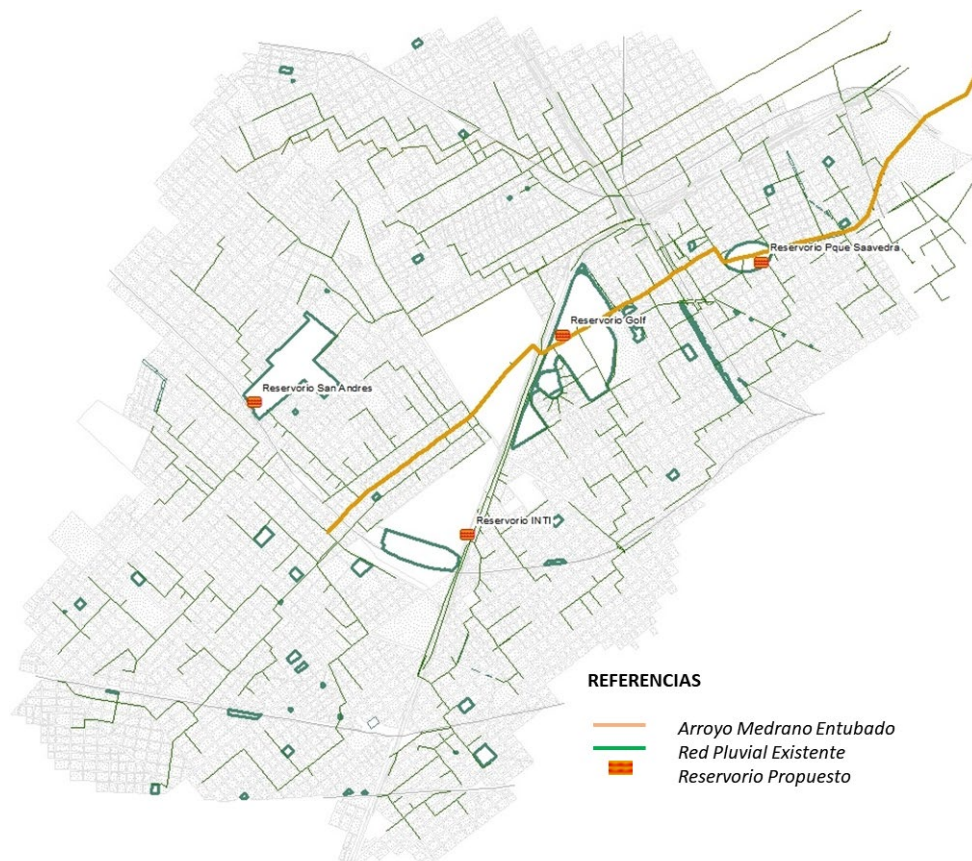 Reservorio Pque Saavedra
Reservorio Golf
Reservorio San Andres
Reservorio INTI
REFERENCIAS
Arroyo Medrano Entubado
Red Pluvial Existente
Reservorio Propuesto